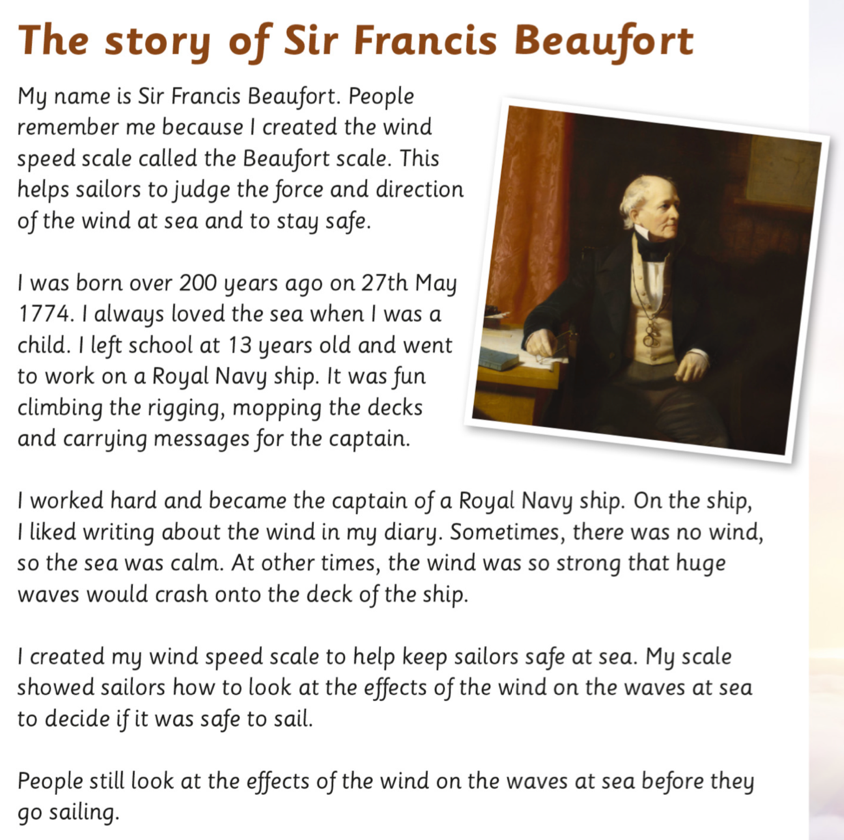 The story of Sir Francis Beaufort
My name is Sir Francis Beaufort. People
remember me because I created the wind
speed scale called the Beaufort scale. This
helps sailors to judge the force and direction
of the wind at sea and to stay safe.
I was born over 200 years ago on 27th May
1774. I always loved the sea when I was a
child. I left school at 13 years old and went
to work on a Royal Navy ship. It was fun
climbing the rigging, mopping the decks
and carrying messages for the captain.
I worked hard and became the captain of a Royal Navy ship. On the ship,
I liked writing about the wind in my diary. Sometimes, there was no wind,
so the sea was calm. At other times, the wind was so strong that huge
waves would crash onto the deck of the ship.
I created my wind speed scale to help keep sailors safe at sea. My scale
showed sailors how to look at the effects of the wind on the waves at sea
to decide if it was safe to sail.
People still look at the effects of the wind on the waves at sea before they
go sailing.